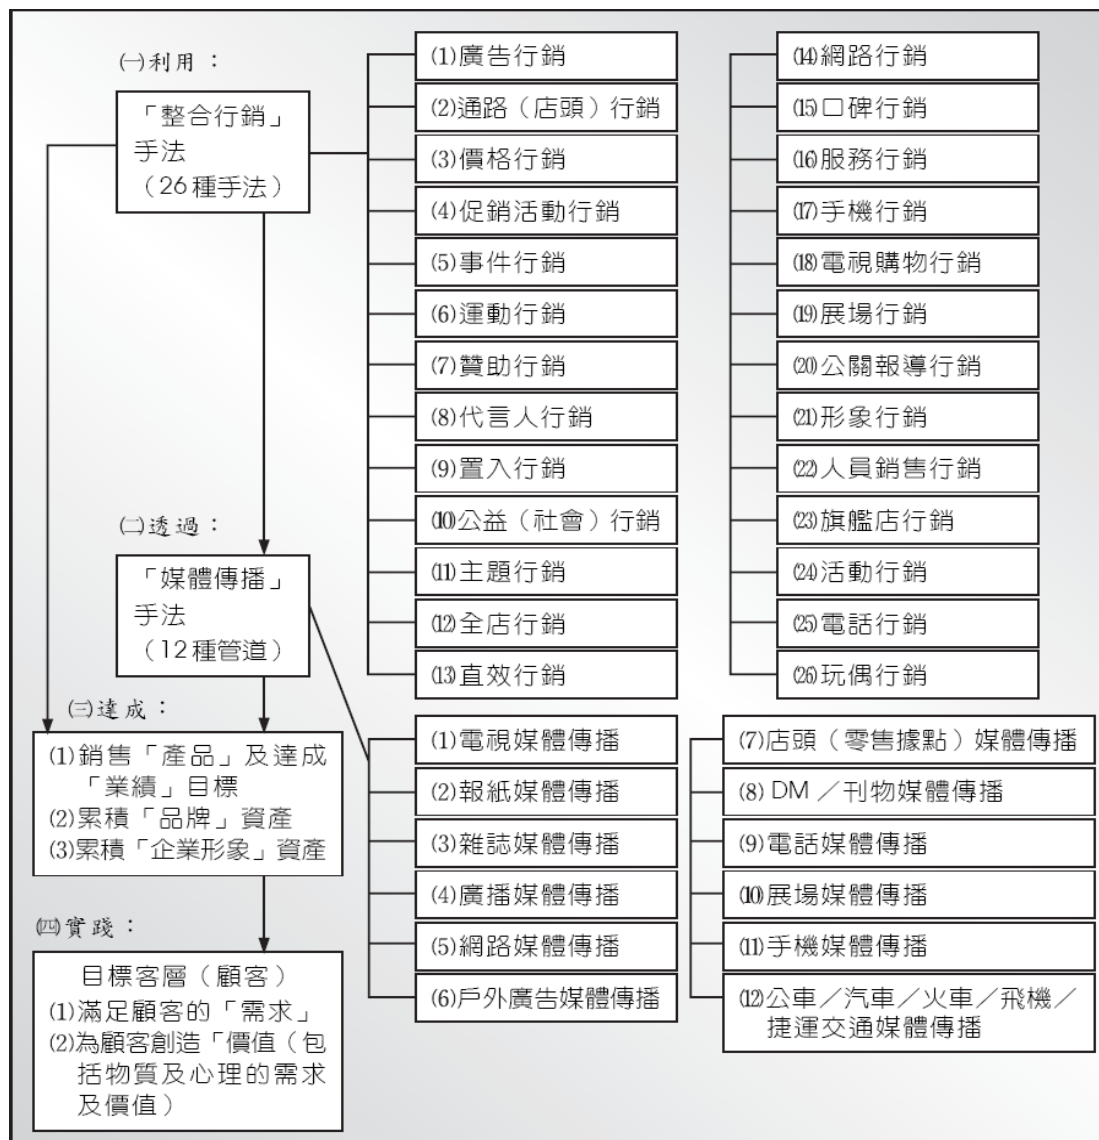 ㈠利用：
「整合行銷」
手法
（26種手法）
⑴廣告行銷
⑵通路（店頭）行銷
⑶價格行銷
⑷促銷活動行銷
⑸事件行銷
⑹運動行銷
⑺贊助行銷
⑻代言人行銷
⑼置入行銷
⑽公益（社會）行銷
⑾主題行銷
⑿全店行銷
⒀直效行銷
⒁網路行銷
⒂口碑行銷
⒃服務行銷
⒄手機行銷
⒅電視購物行銷
⒆展場行銷
⒇公關報導行銷
(21)形象行銷
(22)人員銷售行銷
(23)旗艦店行銷
(24)活動行銷
(25)電話行銷
(26)玩偶行銷
㈡透過：
「媒體傳播」
手法
（12種管道）
⑴電視媒體傳播
⑵報紙媒體傳播
⑶雜誌媒體傳播
⑷廣播媒體傳播
⑸網路媒體傳播
⑹戶外廣告媒體傳播
⑺店頭（零售據點）媒體傳播
⑻DM／刊物媒體傳播
⑼電話媒體傳播
⑽展場媒體傳播
⑾手機媒體傳播
⑿公車／汽車／火車／飛機／
捷運交通媒體傳播
㈢達成：
⑴銷售「產品」及達成
「業績」目標
⑵累積「品牌」資產
⑶累積「企業形象」資產
㈣實踐：
目標客層（顧客）
⑴滿足顧客的「需求」
⑵為顧客創造「價值（包
括物質及心理的需求
及價值）